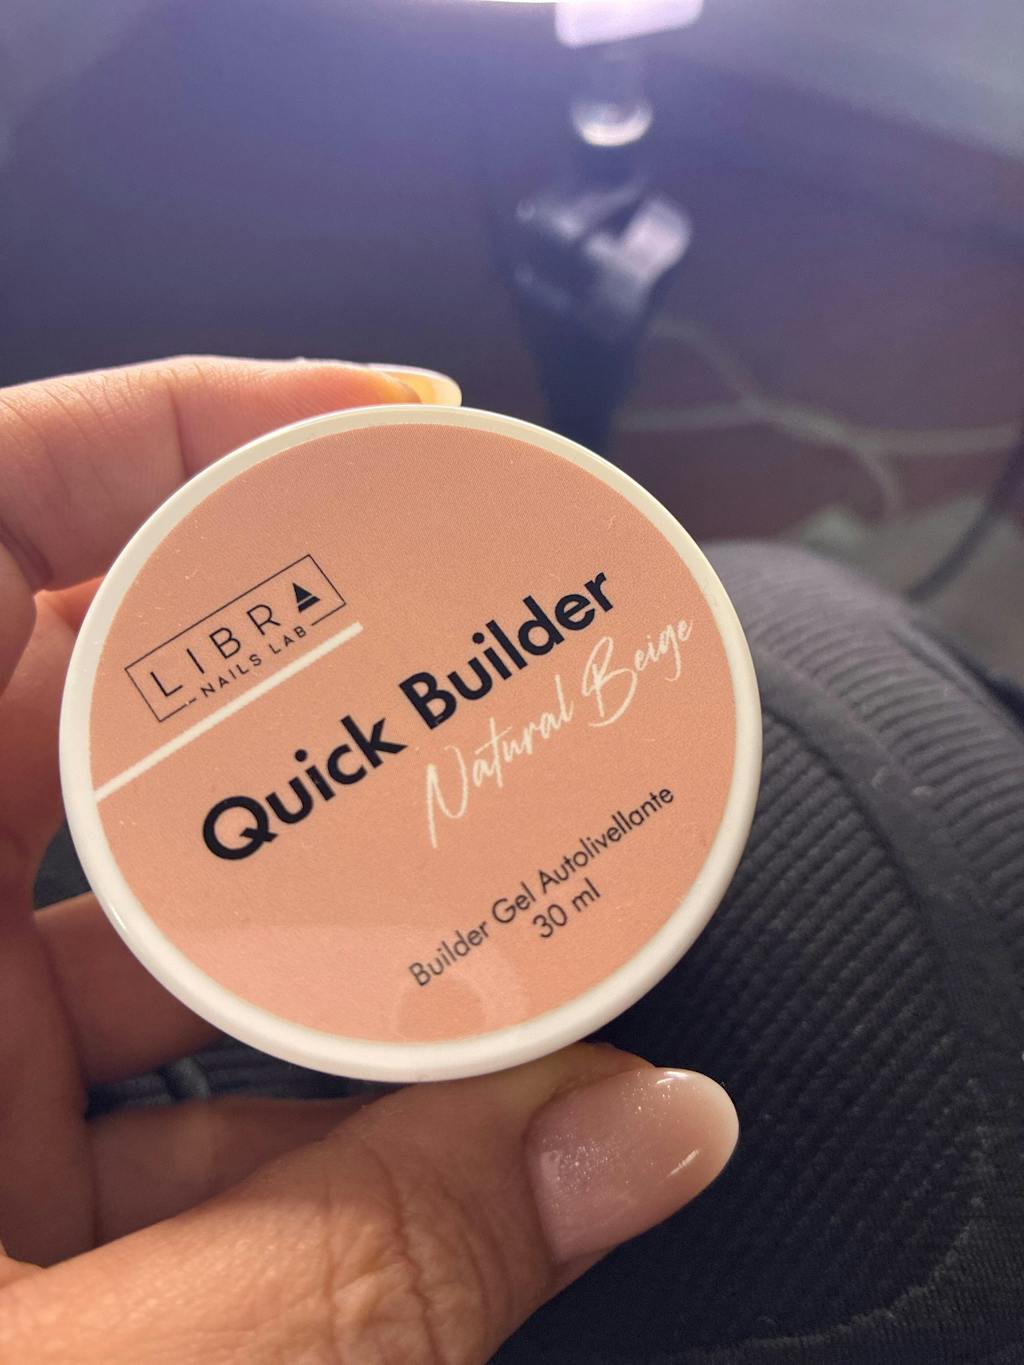 LIBRA
NAILS LAB
Quick Builder
Natural Beige
Builder Gel Autolivellante
30 ml